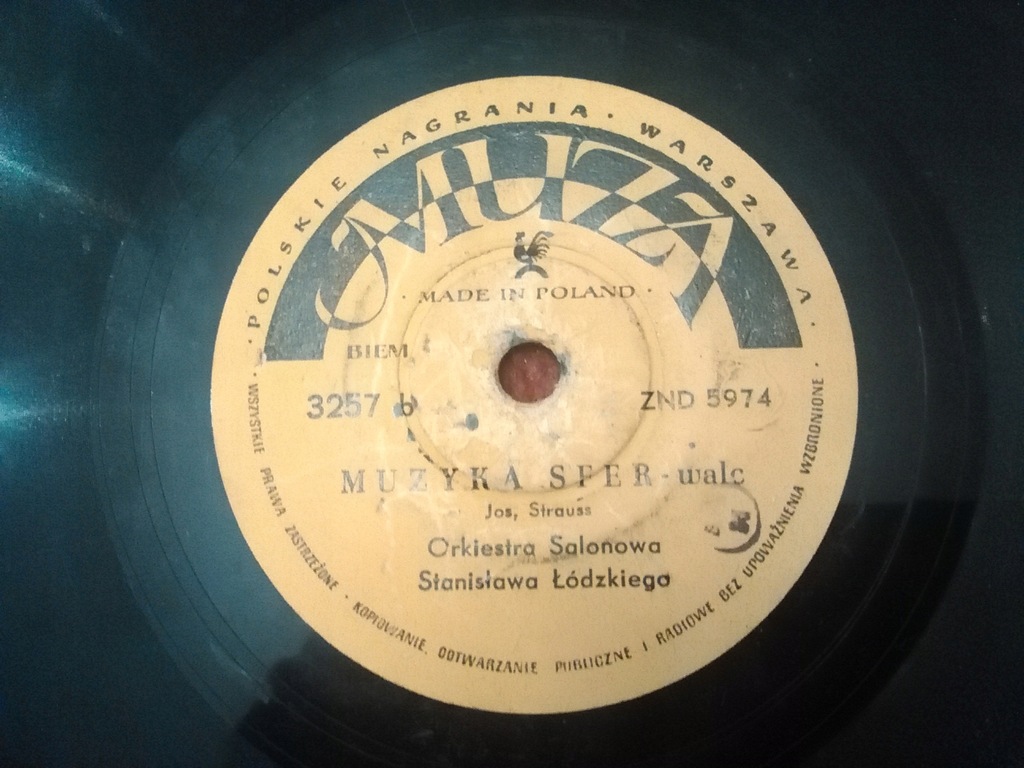 · POLSKIE NAGRANIA · WARSZAWA ·
MUZA
· MADE IN POLAND ·
BIEM
3257 b
ZND 5974
MUZYKA SFER - walc
Jos, Strauss
Orkiestra Salonowa
Stanisława Łódzkiego
· WSZYSTKIE PRAWA ZASTRZEŻONE · KOPIOWANIE, ODTWARZANIE PUBLICZNE I RADIOWE BEZ UPOWAŻNIENIA WZBRONIONE ·